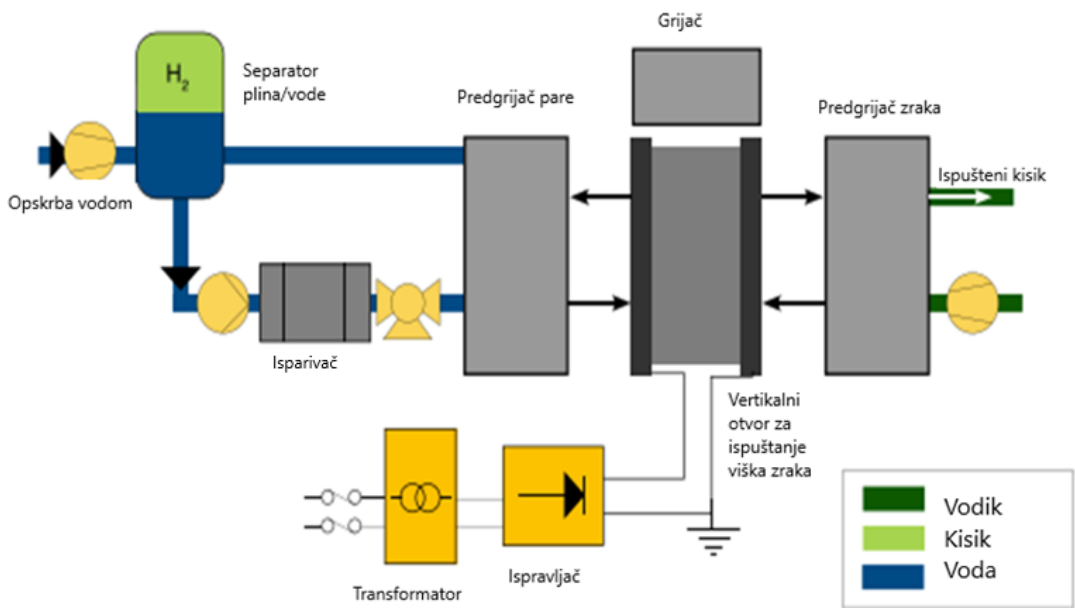 Grijač
H₂
Separator
plina/vode
Predgrijač pare
Predgrijač zraka
Ispušteni kisik
Opskrba vodom
Isparivač
Vertikalni
otvor za
ispuštanje
viška zraka
Transformator
Ispravljač
Vodik
Kisik
Voda